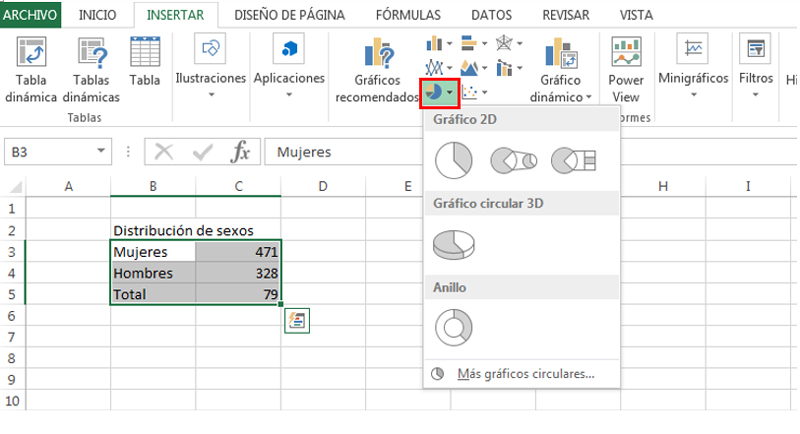 ARCHIVO INICIO INSERTAR DISEÑO DE PÁGINA FÓRMULAS DATOS REVISAR VISTA
Tabla dinámica
Tablas dinámicas
Tabla
Ilustraciones
Aplicaciones
Gráficos recomendados
Gráfico dinámico
Power View
Minigráficos
Filtros
Hi
Tablas
ormes
B3
fx Mujeres
Gráfico 2D
Gráfico circular 3D
Anillo
Más gráficos circulares...
A B C D E H I
1
2 Distribución de sexos
3 Mujeres 471
4 Hombres 328
5 Total 79
6
7
8
9
10